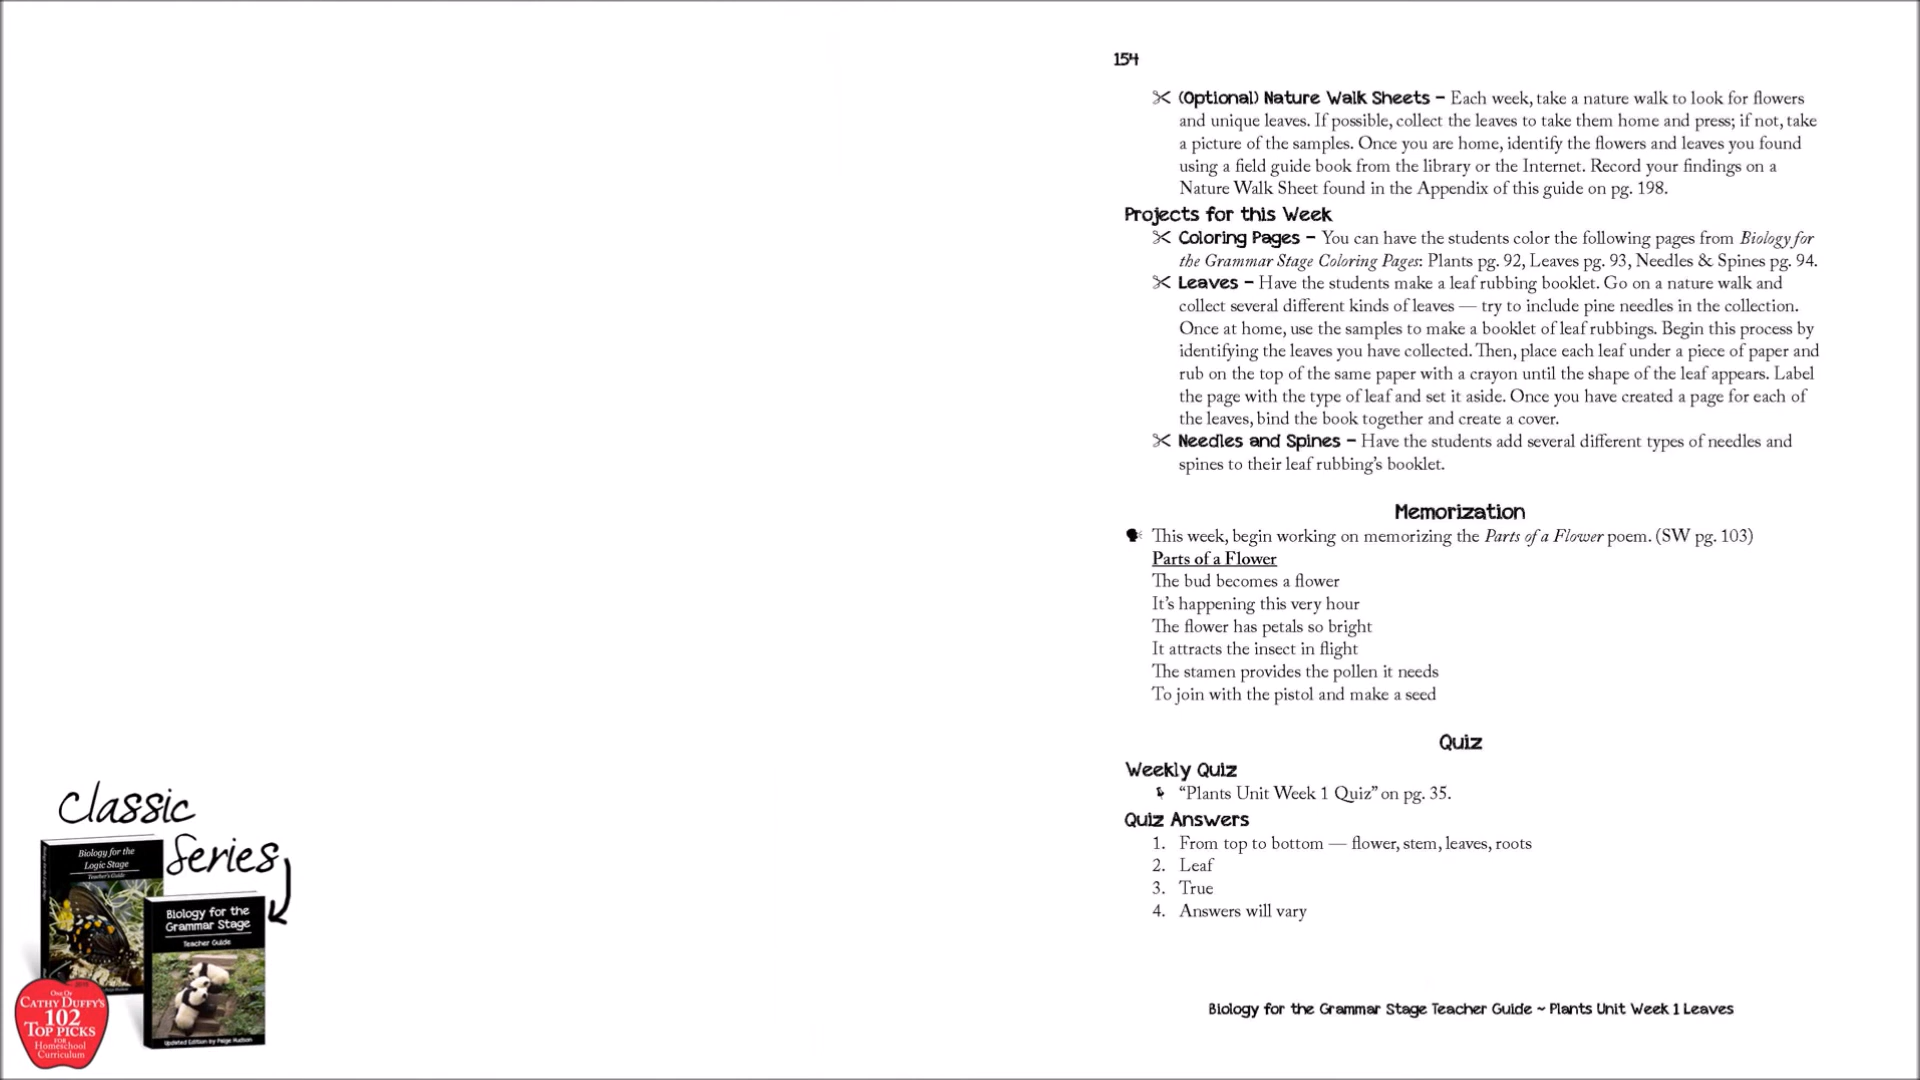 154
(Optional) Nature Walk Sheets – Each week, take a nature walk to look for flowers
and unique leaves. If possible, collect the leaves to take them home and press; if not, take
a picture of the samples. Once you are home, identify the flowers and leaves you found
using a field guide book from the library or the Internet. Record your findings on a
Nature Walk Sheet found in the Appendix of this guide on pg. 198.
Projects for this Week
Coloring Pages – You can have the students color the following pages from Biology for
the Grammar Stage Coloring Pages: Plants pg. 92, Leaves pg. 93, Needles & Spines pg. 94.
Leaves – Have the students make a leaf rubbing booklet. Go on a nature walk and
collect several different kinds of leaves — try to include pine needles in the collection.
Once at home, use the samples to make a booklet of leaf rubbings. Begin this process by
identifying the leaves you have collected. Then, place each leaf under a piece of paper and
rub on the top of the same paper with a crayon until the shape of the leaf appears. Label
the page with the type of leaf and set it aside. Once you have created a page for each of
the leaves, bind the book together and create a cover.
Needles and Spines – Have the students add several different types of needles and
spines to their leaf rubbing's booklet.
Memorization
This week, begin working on memorizing the Parts of a Flower poem. (SW pg. 103)
Parts of a Flower
The bud becomes a flower
It's happening this very hour
The flower has petals so bright
It attracts the insect in flight
The stamen provides the pollen it needs
To join with the pistol and make a seed
Quiz
Weekly Quiz
"Plants Unit Week 1 Quiz" on pg. 35.
Quiz Answers
1. From top to bottom — flower, stem, leaves, roots
2. Leaf
3. True
4. Answers will vary
Biology for the Grammar Stage Teacher Guide ~ Plants Unit Week 1 Leaves
Classic
Series
Biology for the
Logic Stage
Teacher's Guide
Biology for the
Grammar Stage
Teacher Guide
Updated Edition by Paige Hudson
One Of
Cathy Duffy's
102
Top Picks
For
Homeschool
Curriculum